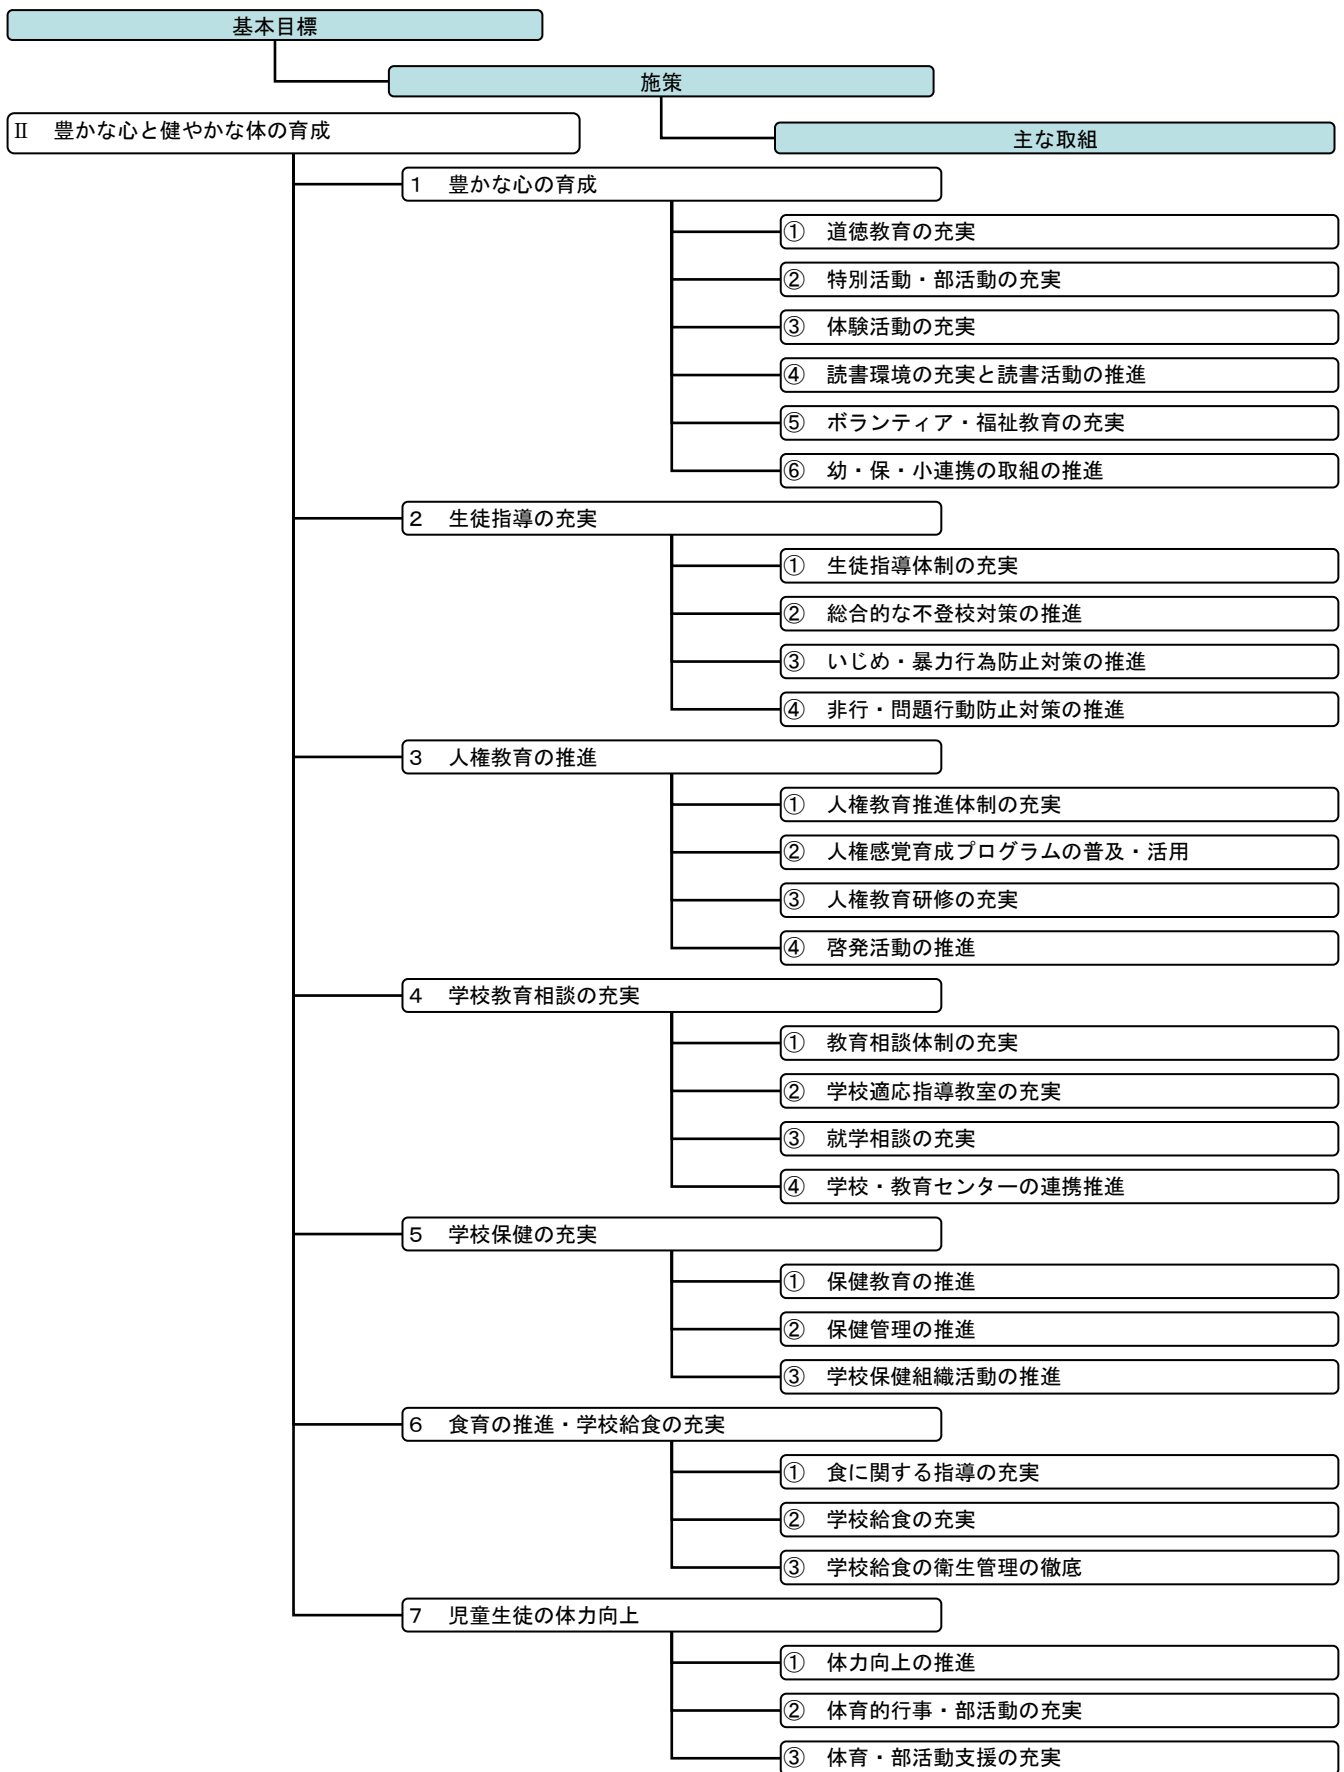 基本目標
施策
主な取組
Ⅱ　豊かな心と健やかな体の育成
１　豊かな心の育成
①　道徳教育の充実
②　特別活動・部活動の充実
③　体験活動の充実
④　読書環境の充実と読書活動の推進
⑤　ボランティア・福祉教育の充実
⑥　幼・保・小連携の取組の推進
２　生徒指導の充実
①　生徒指導体制の充実
②　総合的な不登校対策の推進
③　いじめ・暴力行為防止対策の推進
④　非行・問題行動防止対策の推進
３　人権教育の推進
①　人権教育推進体制の充実
②　人権感覚育成プログラムの普及・活用
③　人権教育研修の充実
④　啓発活動の推進
４　学校教育相談の充実
①　教育相談体制の充実
②　学校適応指導教室の充実
③　就学相談の充実
④　学校・教育センターの連携推進
５　学校保健の充実
①　保健教育の推進
②　保健管理の推進
③　学校保健組織活動の推進
６　食育の推進・学校給食の充実
①　食に関する指導の充実
②　学校給食の充実
③　学校給食の衛生管理の徹底
７　児童生徒の体力向上
①　体力向上の推進
②　体育的行事・部活動の充実
③　体育・部活動支援の充実